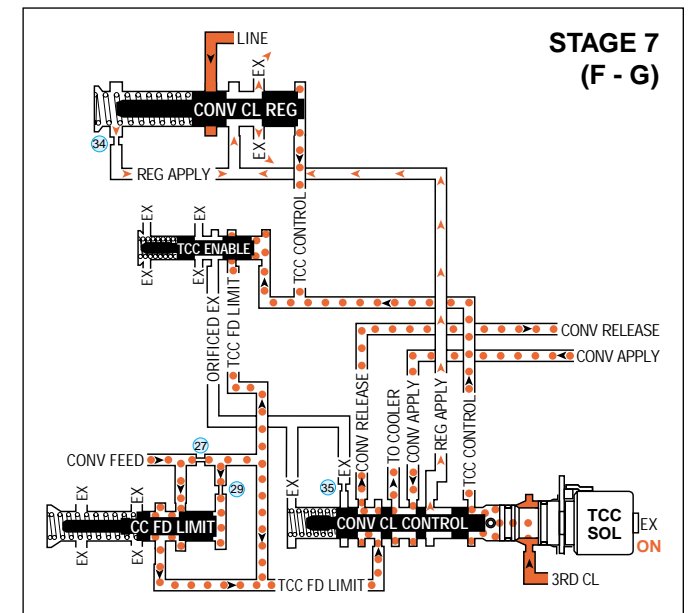 STAGE 7
(F - G)
LINE
EX
CONV CL REG
EX
34
REG APPLY
TCC CONTROL
EX
EX
TCC ENABLE
EX
EX
ORIFICED EX
TCC FD LIMIT
CONV RELEASE
CONV APPLY
CONV RELEASE
TO COOLER
CONV APPLY
REG APPLY
TCC CONTROL
CONV FEED
27
29
EX
EX
CC FD LIMIT
EX
EX
EX
35
EX
CONV CL CONTROL
EX
TCC
SOL
EX
ON
TCC FD LIMIT
3RD CL